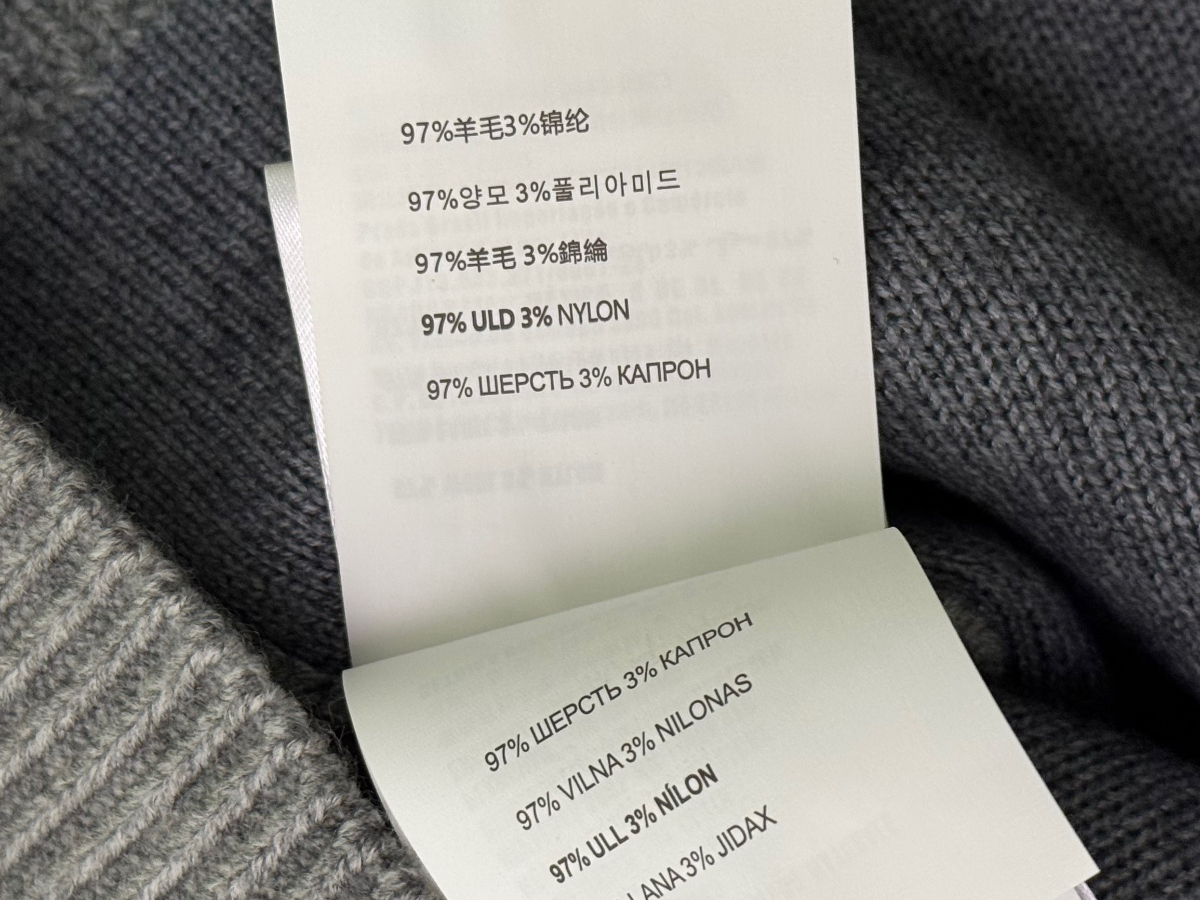 97%羊毛3%锦纶
97%양모 3%폴리아미드
97%羊毛 3%錦綸
97% ULD 3% NYLON
97% ШЕРСТЬ 3% КАПРОН
97% ШЕРСТЬ 3% КАПРОН
97% VILNA 3% NILONAS
97% ULL 3% NÍLON
LANA 3% JIDAX